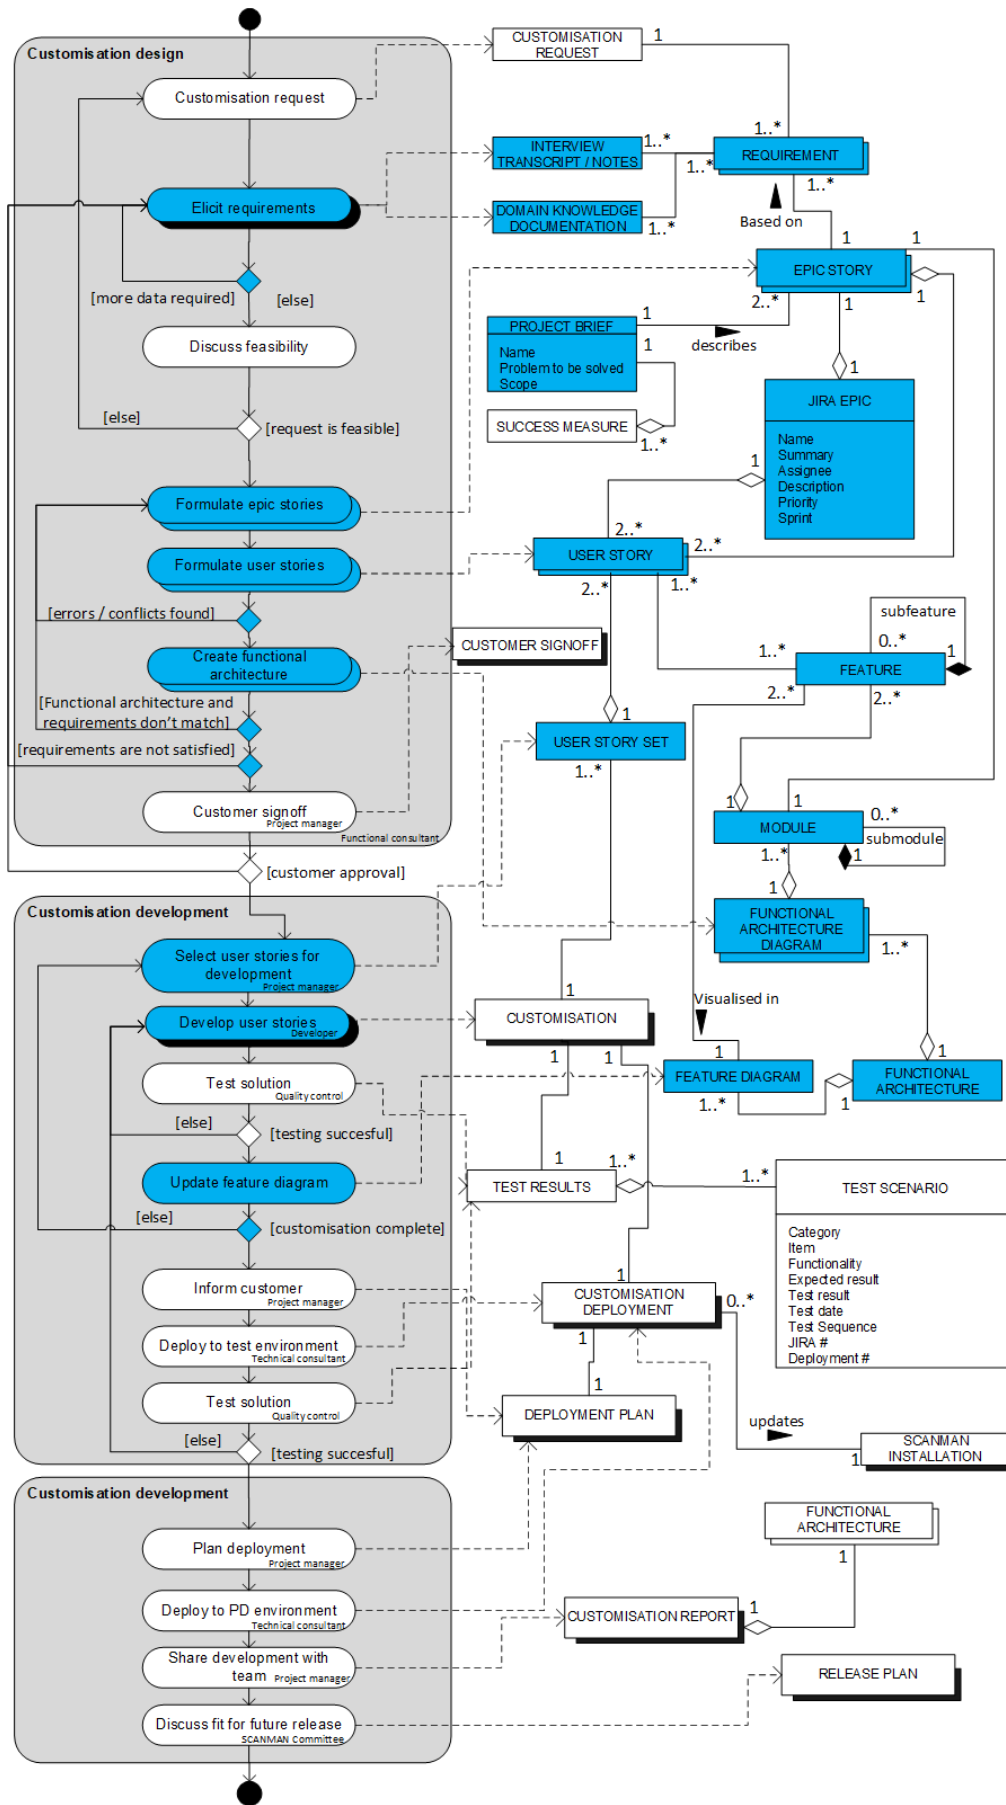 Customisation design
Customisation request
Elicit requirements
[more data required]
[else]
Discuss feasibility
[else]
[request is feasible]
Formulate epic stories
Formulate user stories
[errors / conflicts found]
Create functional
architecture
[Functional architecture and
requirements don't match]
[requirements are not satisfied]
Customer signoff
Project manager
Functional consultant
[customer approval]
Customisation development
Select user stories for
development
Project manager
Develop user stories
Developer
Test solution
Quality control
[else]
[testing succesful]
Update feature diagram
[else]
[customisation complete]
Inform customer
Project manager
Deploy to test environment
Technical consultant
Test solution
Quality control
[else]
[testing succesful]
Customisation development
Plan deployment
Project manager
Deploy to PD environment
Technical consultant
Share development with
team
Project manager
Discuss fit for future release
SCANMAN Committee
CUSTOMISATION
REQUEST
1
1..*
INTERVIEW
TRANSCRIPT / NOTES
1..*
1..*
REQUIREMENT
1..*
DOMAIN KNOWLEDGE
DOCUMENTATION
1..*
Based on
1
1
EPIC STORY
2..*
1
1
PROJECT BRIEF
Name
Problem to be solved
Scope
1
1
describes
SUCCESS MEASURE
1..*
1
JIRA EPIC
Name
Summary
Assignee
Description
Priority
Sprint
1
2..*
2..*
USER STORY
2..*
1..*
subfeature
0..*
1
CUSTOMER SIGNOFF
1..*
FEATURE
2..*
2..*
1
USER STORY SET
1..*
1
1
0..*
MODULE
submodule
1
1..*
1
FUNCTIONAL
ARCHITECTURE
DIAGRAM
1..*
1
Visualised in
CUSTOMISATION
1
1
1
1
FEATURE DIAGRAM
1..*
1
FUNCTIONAL
ARCHITECTURE
1
1
1..*
TEST RESULTS
1..*
TEST SCENARIO
Category
Item
Functionality
Expected result
Test result
Test date
Test Sequence
JIRA #
Deployment #
1
CUSTOMISATION
DEPLOYMENT
0..*
1
1
DEPLOYMENT PLAN
updates
1
SCANMAN
INSTALLATION
FUNCTIONAL
ARCHITECTURE
1
CUSTOMISATION REPORT
1
RELEASE PLAN